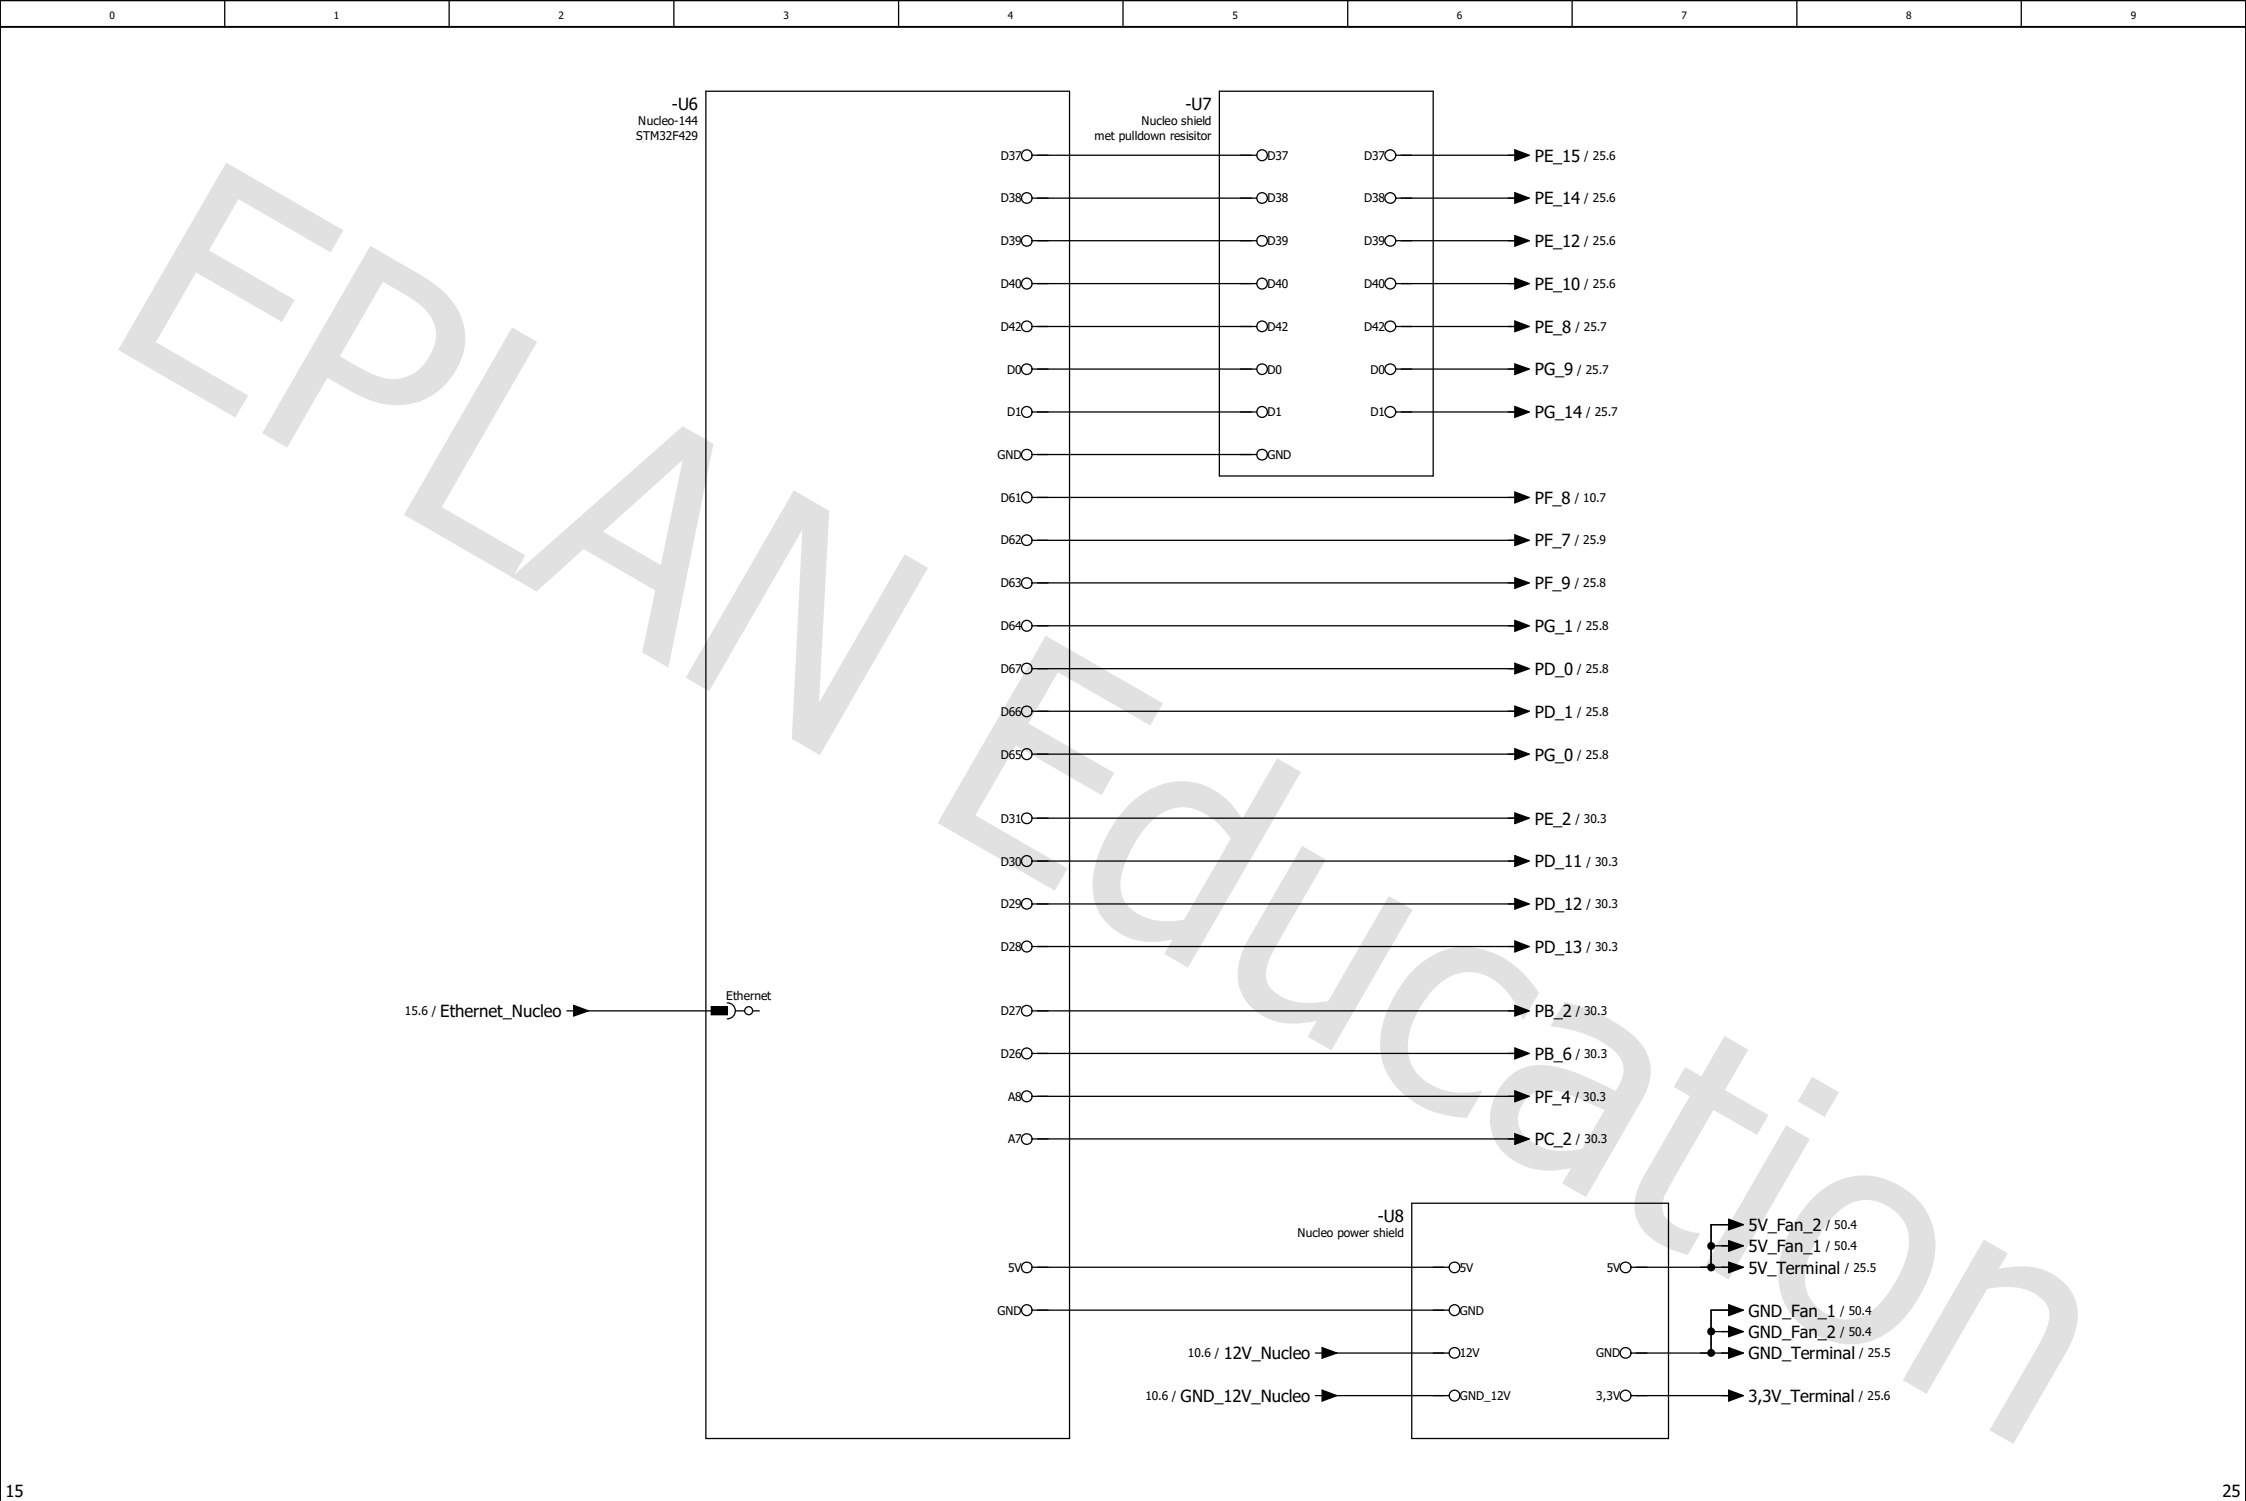 0 1 2 3 4 5 6 7 8 9
-U6
Nucleo-144
STM32F429
-U7
Nucleo shield
met pulldown resisitor
D37 D37 D37 PE_15 / 25.6
D38 D38 D38 PE_14 / 25.6
D39 D39 D39 PE_12 / 25.6
D40 D40 D40 PE_10 / 25.6
D42 D42 D42 PE_8 / 25.7
D0 D0 D0 PG_9 / 25.7
D1 D1 D1 PG_14 / 25.7
GND GND
D61 PF_8 / 10.7
D62 PF_7 / 25.9
D63 PF_9 / 25.8
D64 PG_1 / 25.8
D67 PD_0 / 25.8
D66 PD_1 / 25.8
D65 PG_0 / 25.8
D31 PE_2 / 30.3
D30 PD_11 / 30.3
D29 PD_12 / 30.3
D28 PD_13 / 30.3
Ethernet
15.6 / Ethernet_Nucleo
D27 PB_2 / 30.3
D26 PB_6 / 30.3
A8 PF_4 / 30.3
A7 PC_2 / 30.3
-U8
Nucleo power shield
5V_Fan_2 / 50.4
5V_Fan_1 / 50.4
5V 5V 5V 5V_Terminal / 25.5
GND GND GND_Fan_1 / 50.4
GND_Fan_2 / 50.4
10.6 / 12V_Nucleo 12V GND GND_Terminal / 25.5
10.6 / GND_12V_Nucleo GND_12V 3,3V 3,3V_Terminal / 25.6
EPLAN Education
15 25